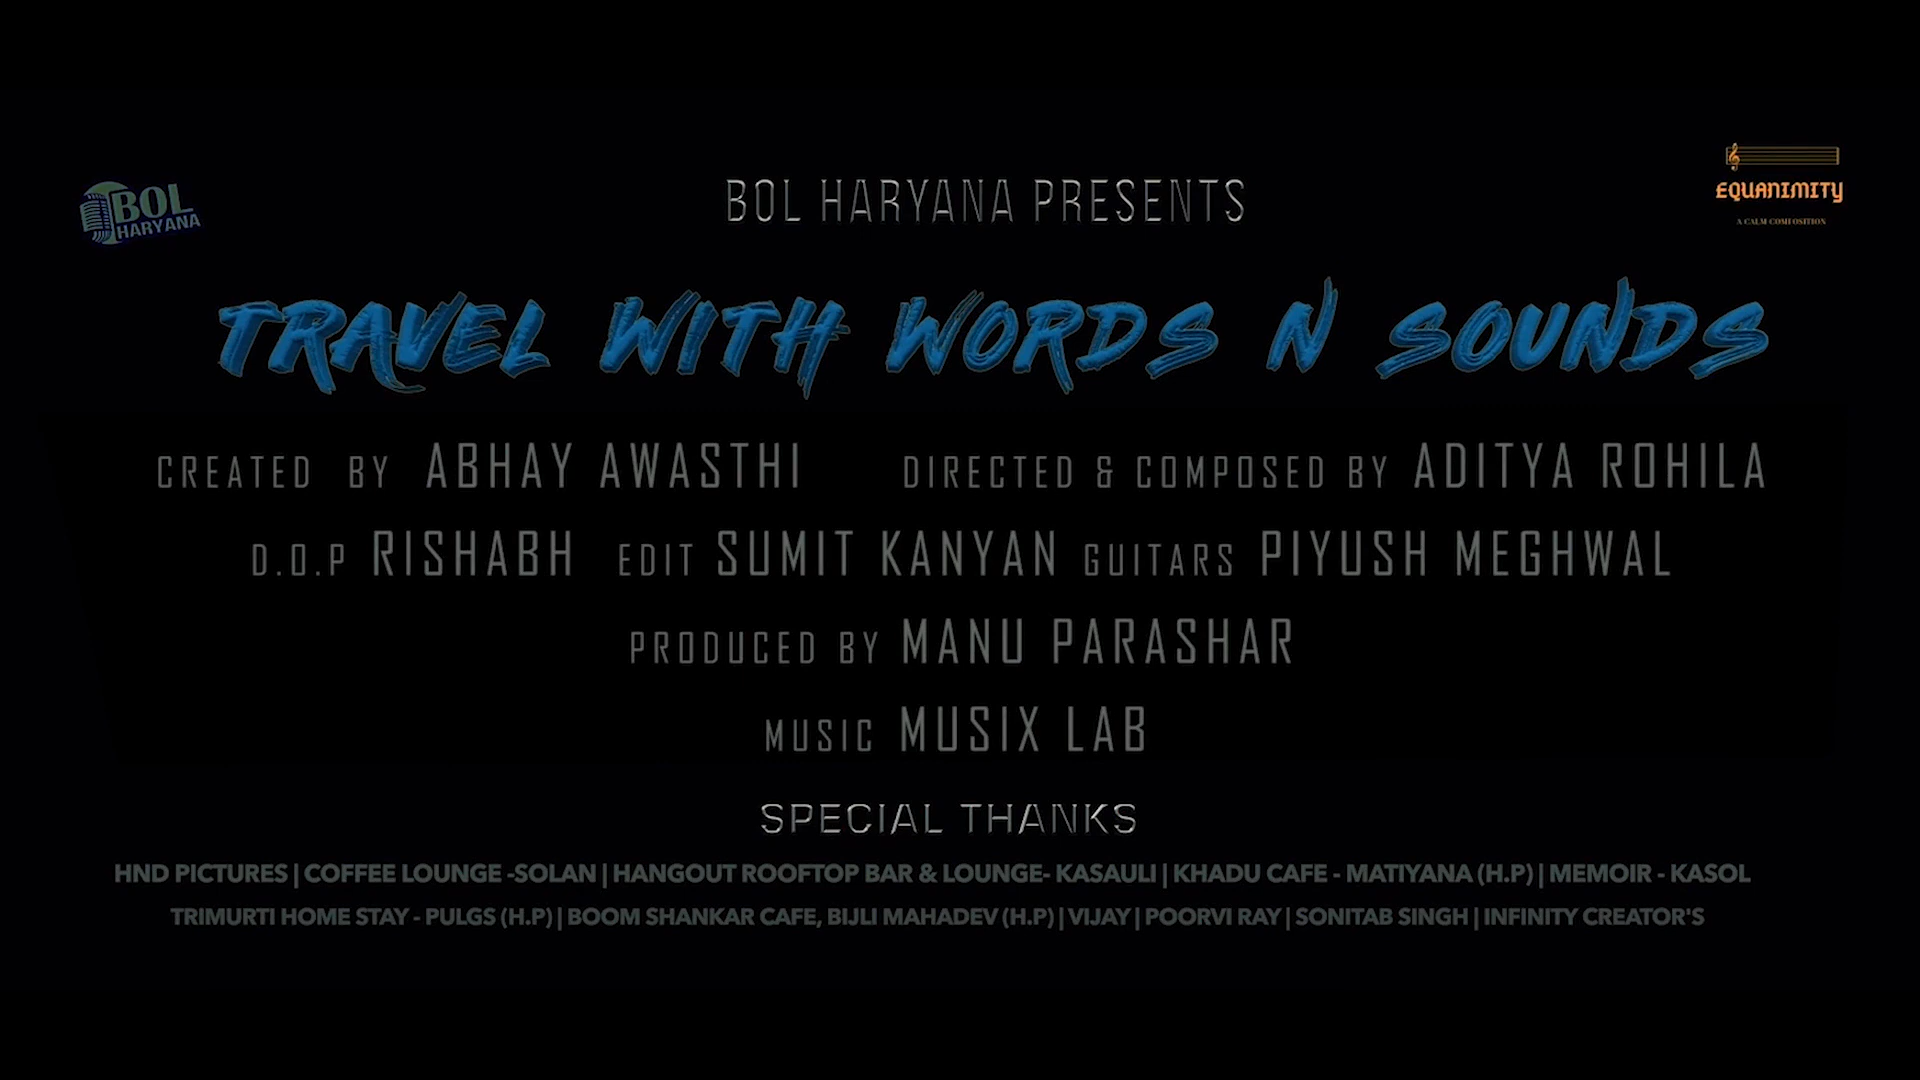 BOL HARYANA PRESENTS
BOL
HARYANA
EQUANIMITY
A CALM COMPOSITION
TRAVEL WITH WORDS N SOUNDS
CREATED BY ABHAY AWASTHI DIRECTED & COMPOSED BY ADITYA ROHILA
D.O.P RISHABH EDIT SUMIT KANYAN GUITARS PIYUSH MEGHWAL
PRODUCED BY MANU PARASHAR
MUSIC MUSIX LAB
SPECIAL THANKS
HND PICTURES | COFFEE LOUNGE -SOLAN | HANGOUT ROOFTOP BAR & LOUNGE- KASAULI | KHADU CAFE - MATIYANA (H.P) | MEMOIR - KASOL
TRIMURTI HOME STAY - PULGS (H.P) | BOOM SHANKAR CAFE, BIJLI MAHADEV (H.P) | VIJAY | POORVI RAY | SONITAB SINGH | INFINITY CREATOR'S